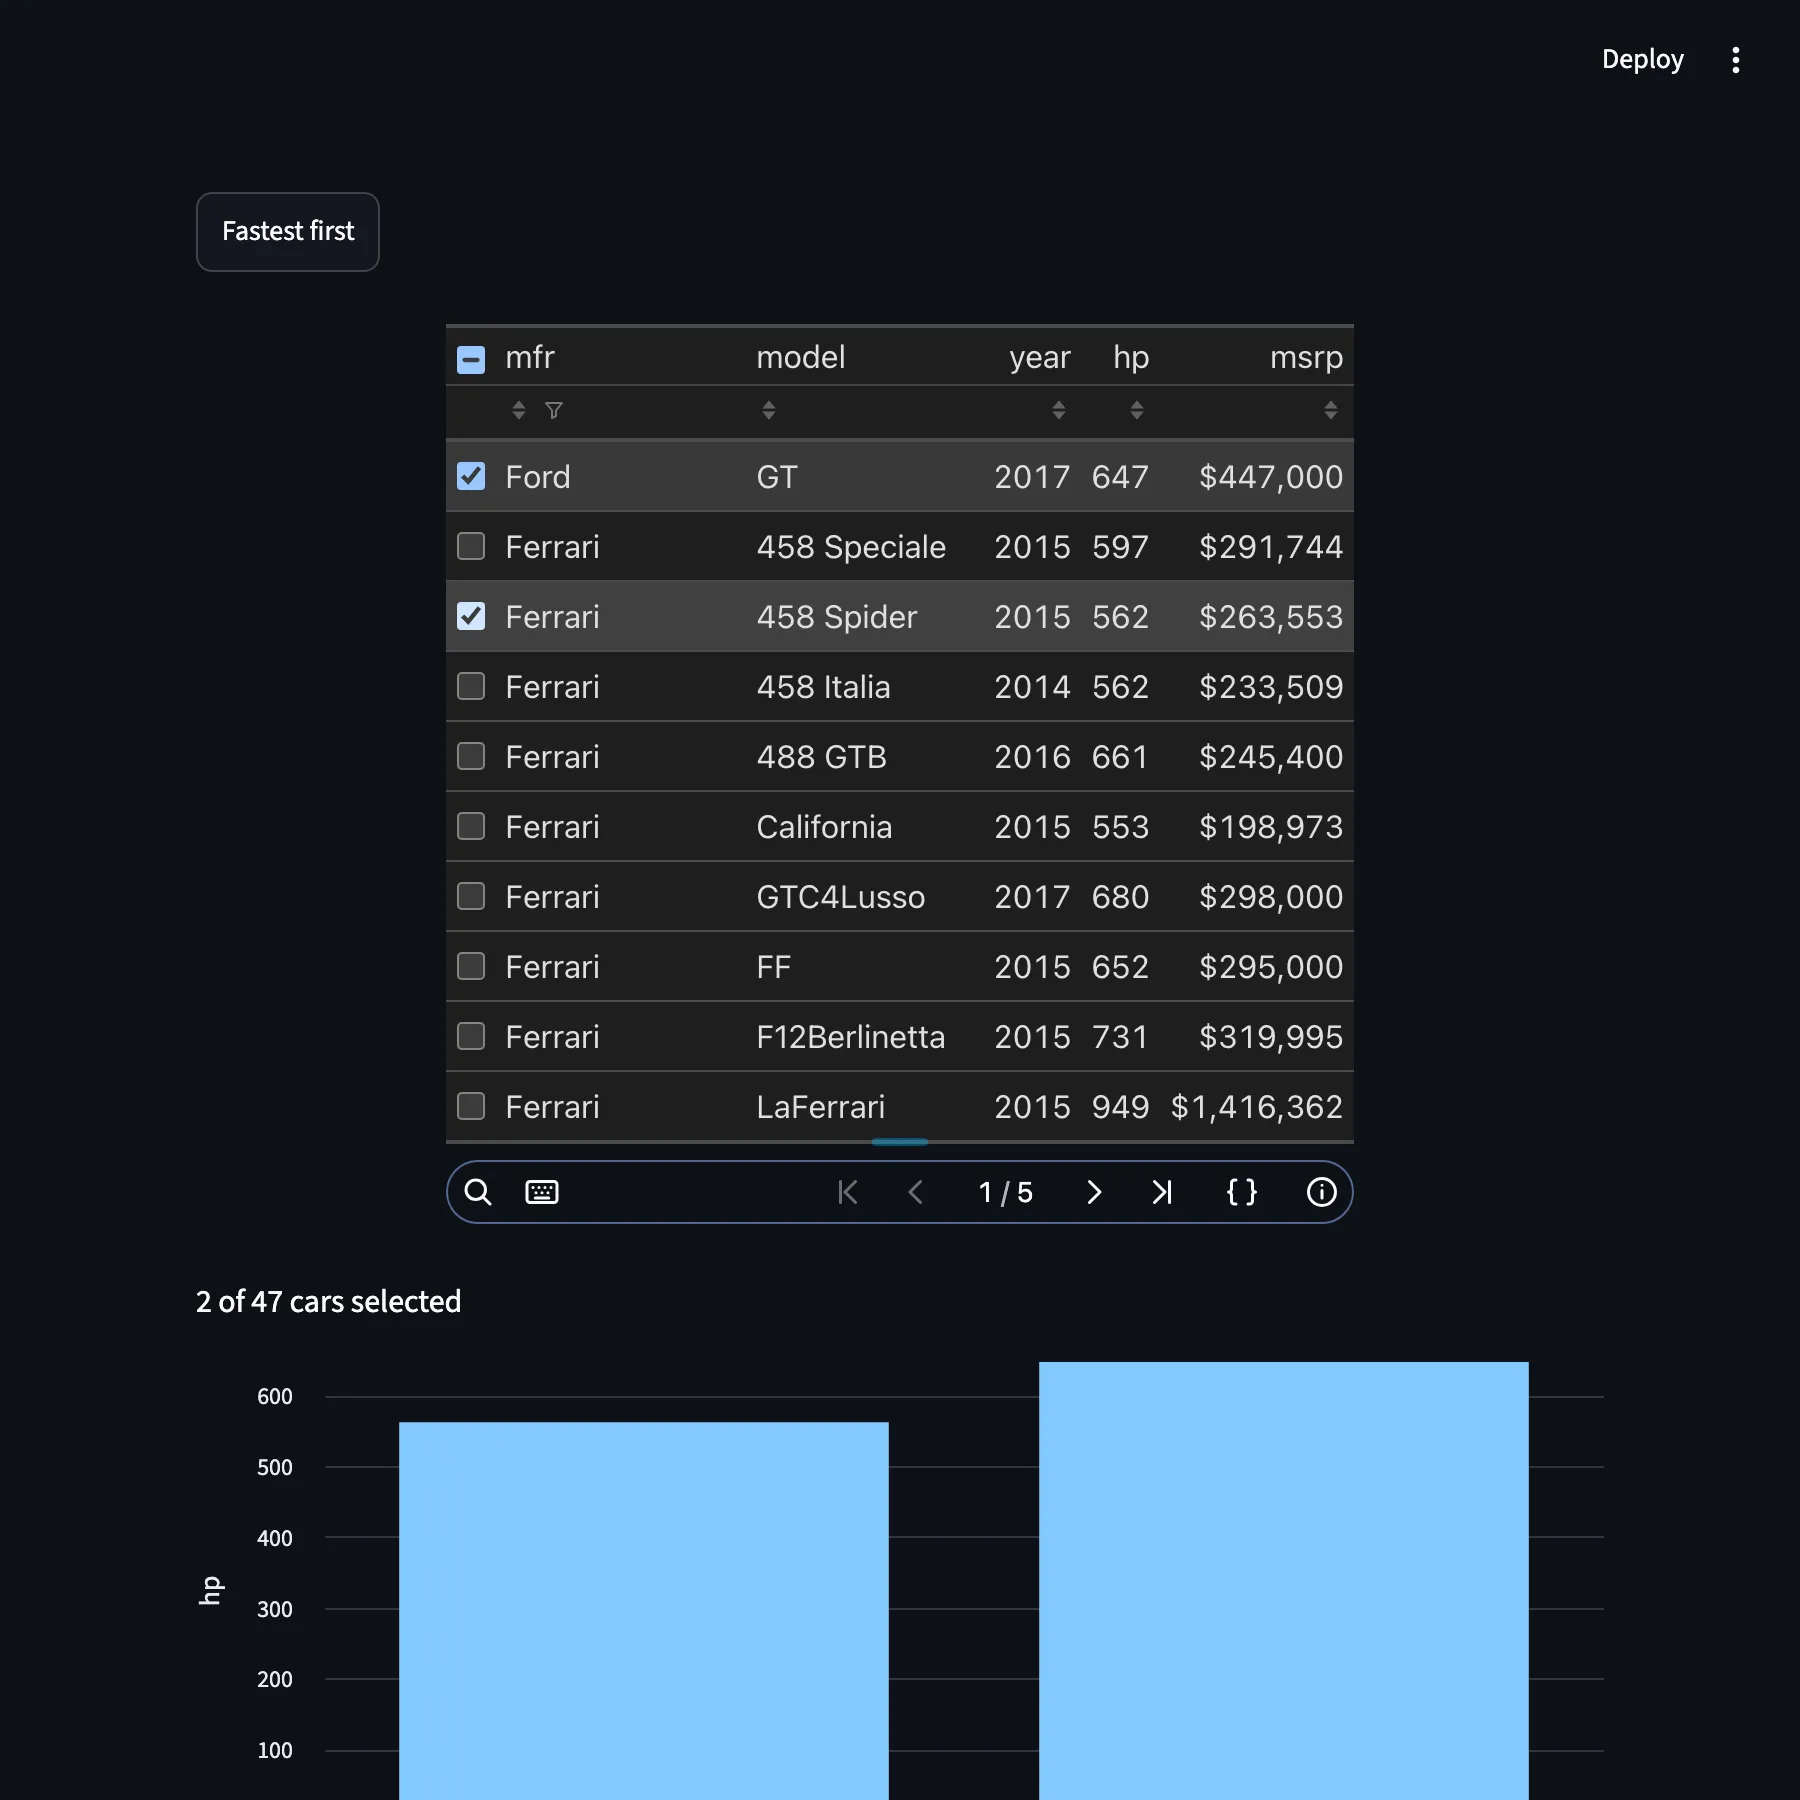 Deploy
Fastest first
mfr model year hp msrp
Ford GT 2017 647 $447,000
Ferrari 458 Speciale 2015 597 $291,744
Ferrari 458 Spider 2015 562 $263,553
Ferrari 458 Italia 2014 562 $233,509
Ferrari 488 GTB 2016 661 $245,400
Ferrari California 2015 553 $198,973
Ferrari GTC4Lusso 2017 680 $298,000
Ferrari FF 2015 652 $295,000
Ferrari F12Berlinetta 2015 731 $319,995
Ferrari LaFerrari 2015 949 $1,416,362
1 / 5
2 of 47 cars selected
600
500
400
hp
300
200
100